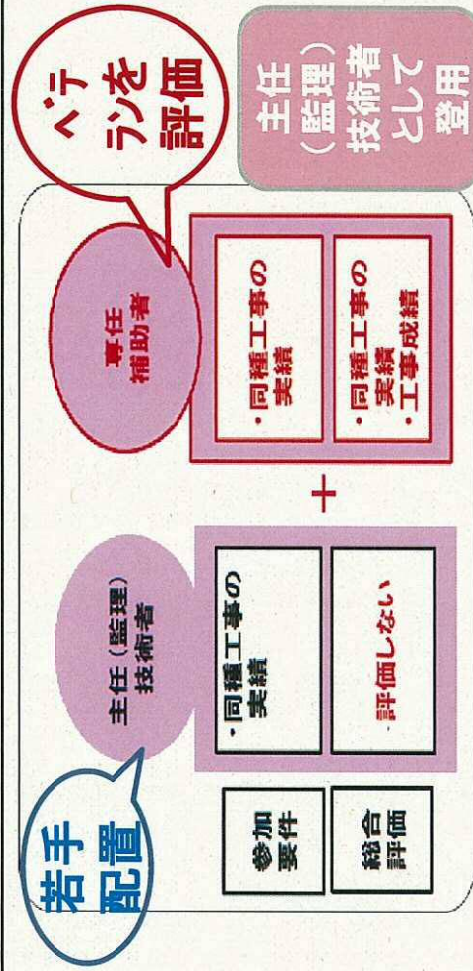 若手
配置
主任（監理）
技術者
専任
補助者
ベテ
ランを
評価
参加
要件
・同種工事の
実績
＋
・同種工事の
実績
総合
評価
評価しない
・同種工事の
実績
・工事成績
主任
（監理）
技術者
として
登用